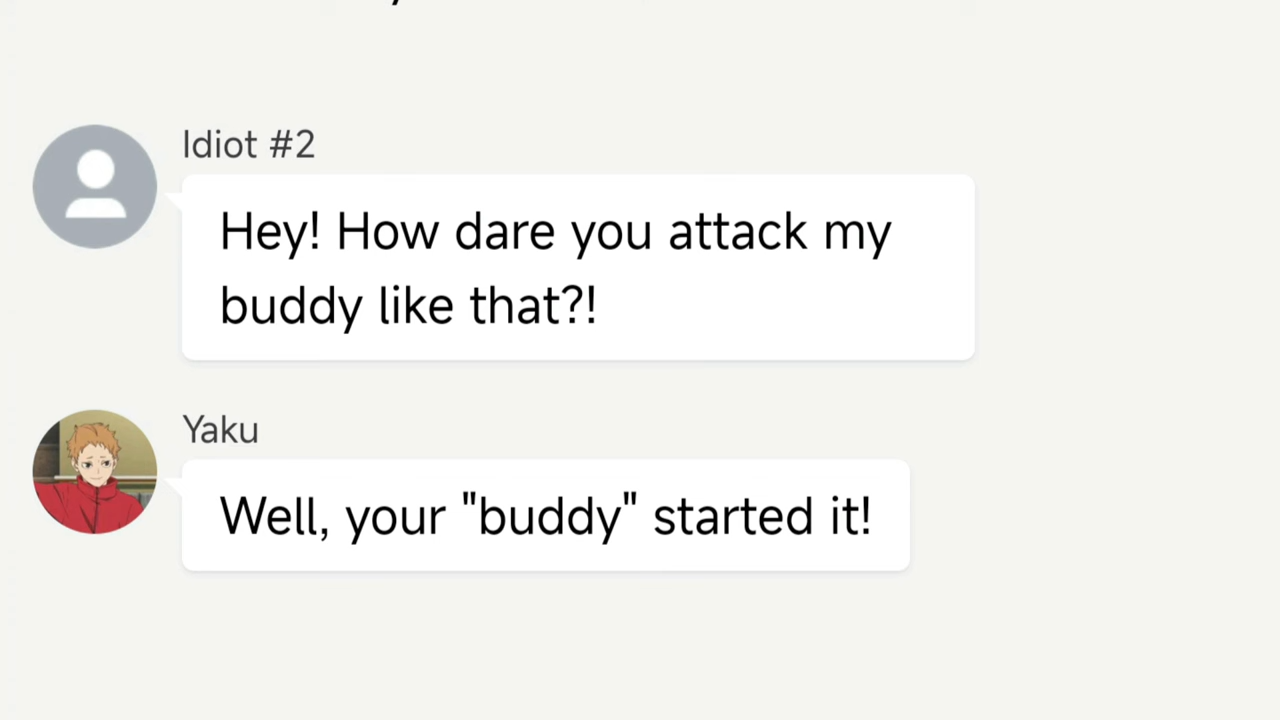 Idiot #2
Hey! How dare you attack my
buddy like that?!
Yaku
Well, your "buddy" started it!